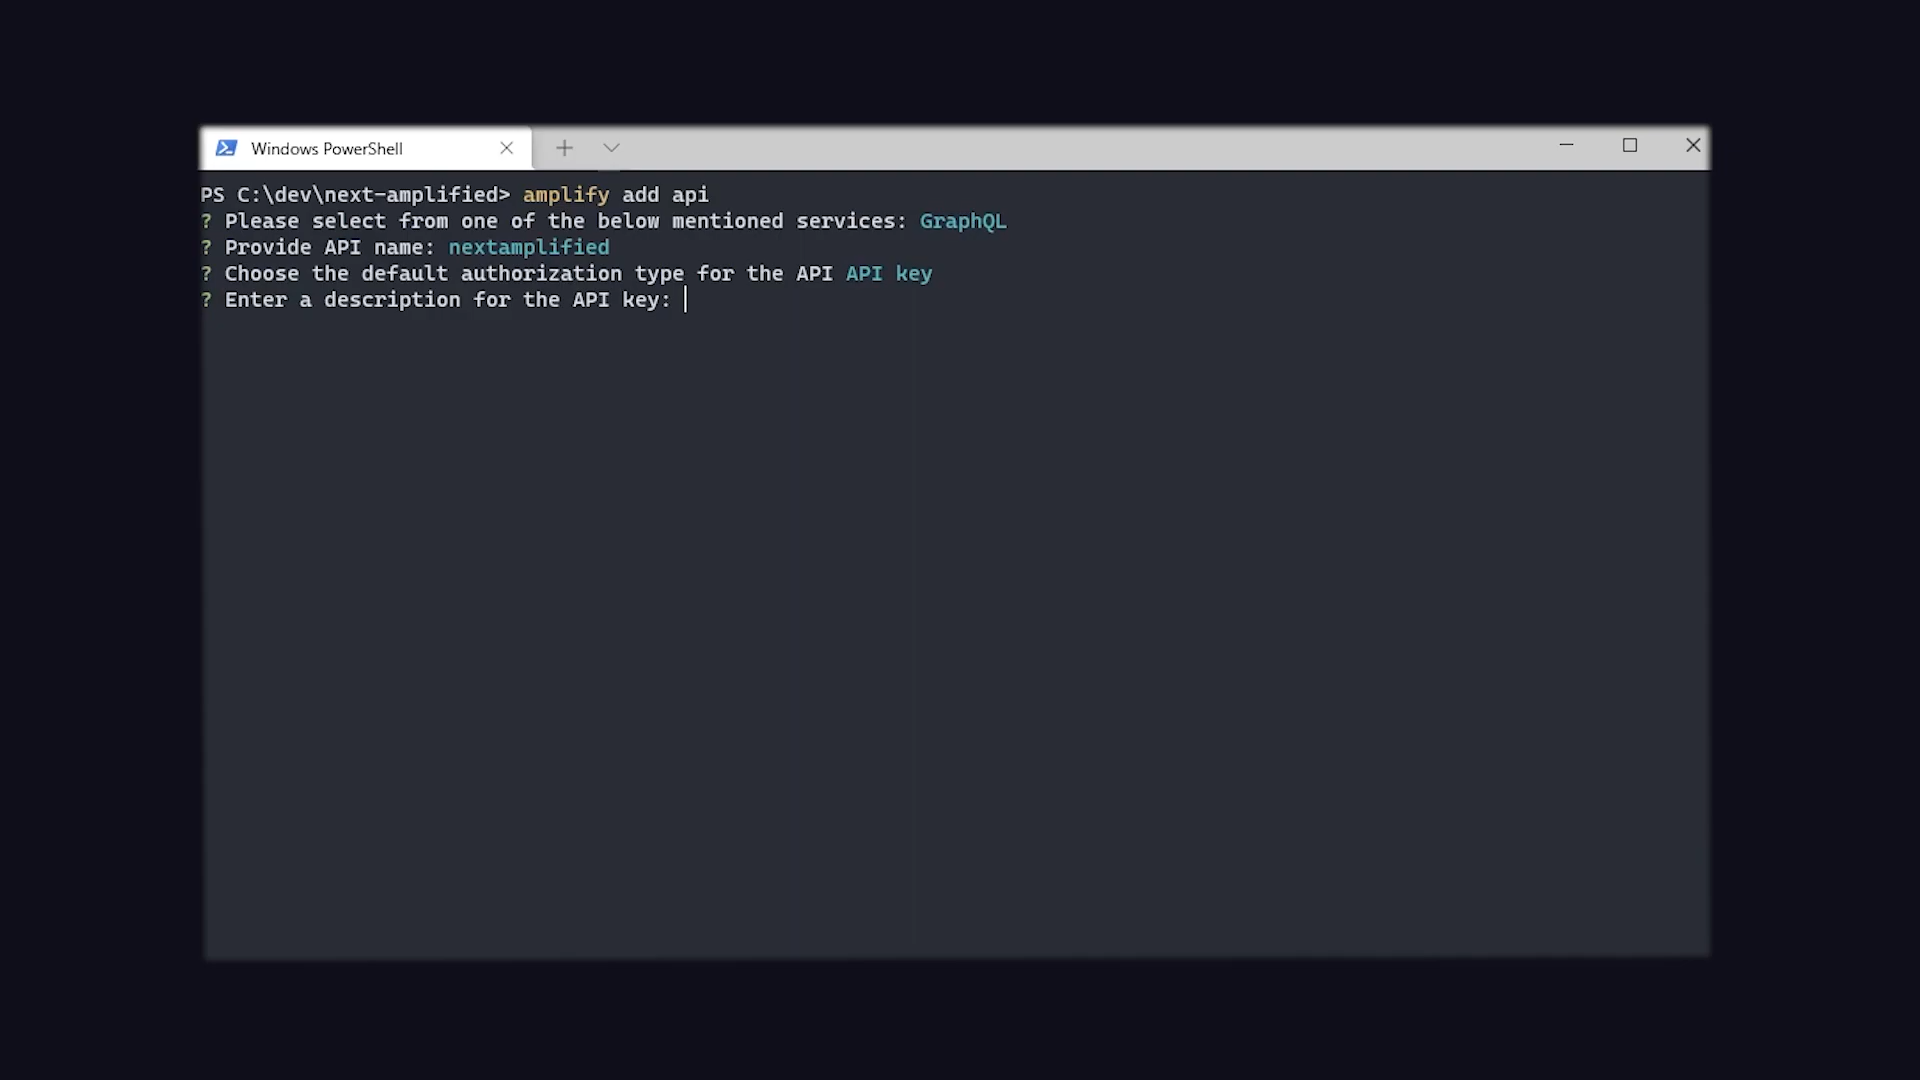 Windows PowerShell
PS C:\dev\next-amplified> amplify add api
? Please select from one of the below mentioned services: GraphQL
? Provide API name: nextamplified
? Choose the default authorization type for the API API key
? Enter a description for the API key: